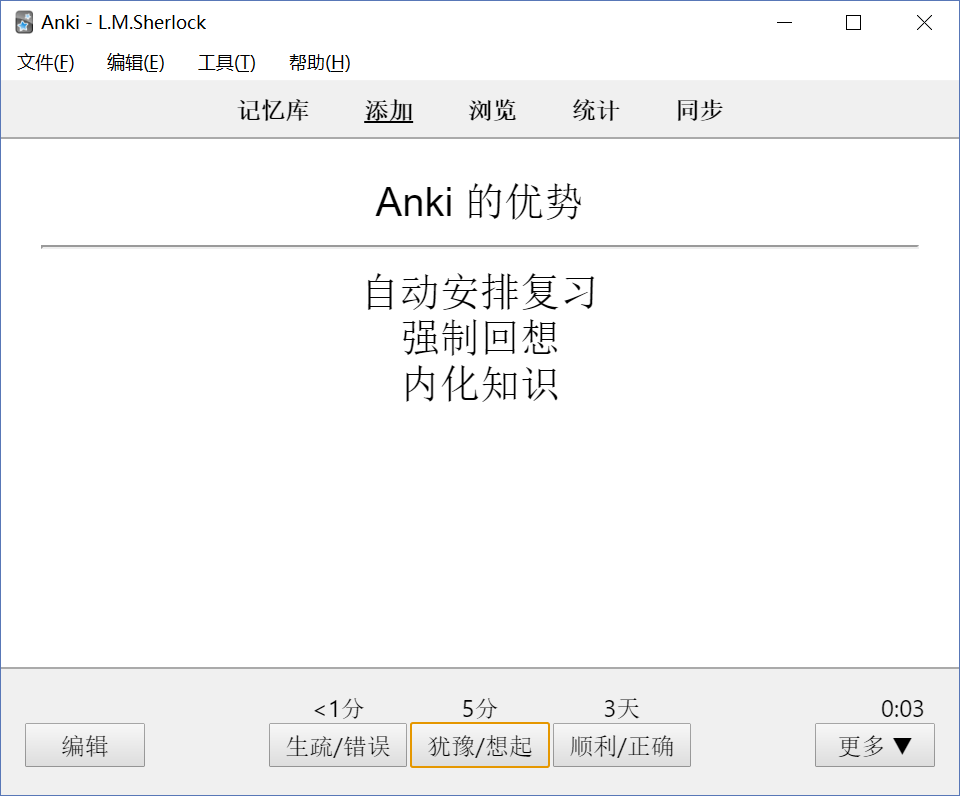 Anki - L.M.Sherlock
文件(F) 编辑(E) 工具(T) 帮助(H)
记忆库 添加 浏览 统计 同步
Anki 的优势
自动安排复习
强制回想
内化知识
<1分 5分 3天 0:03
编辑 生疏/错误 犹豫/想起 顺利/正确 更多 ▼